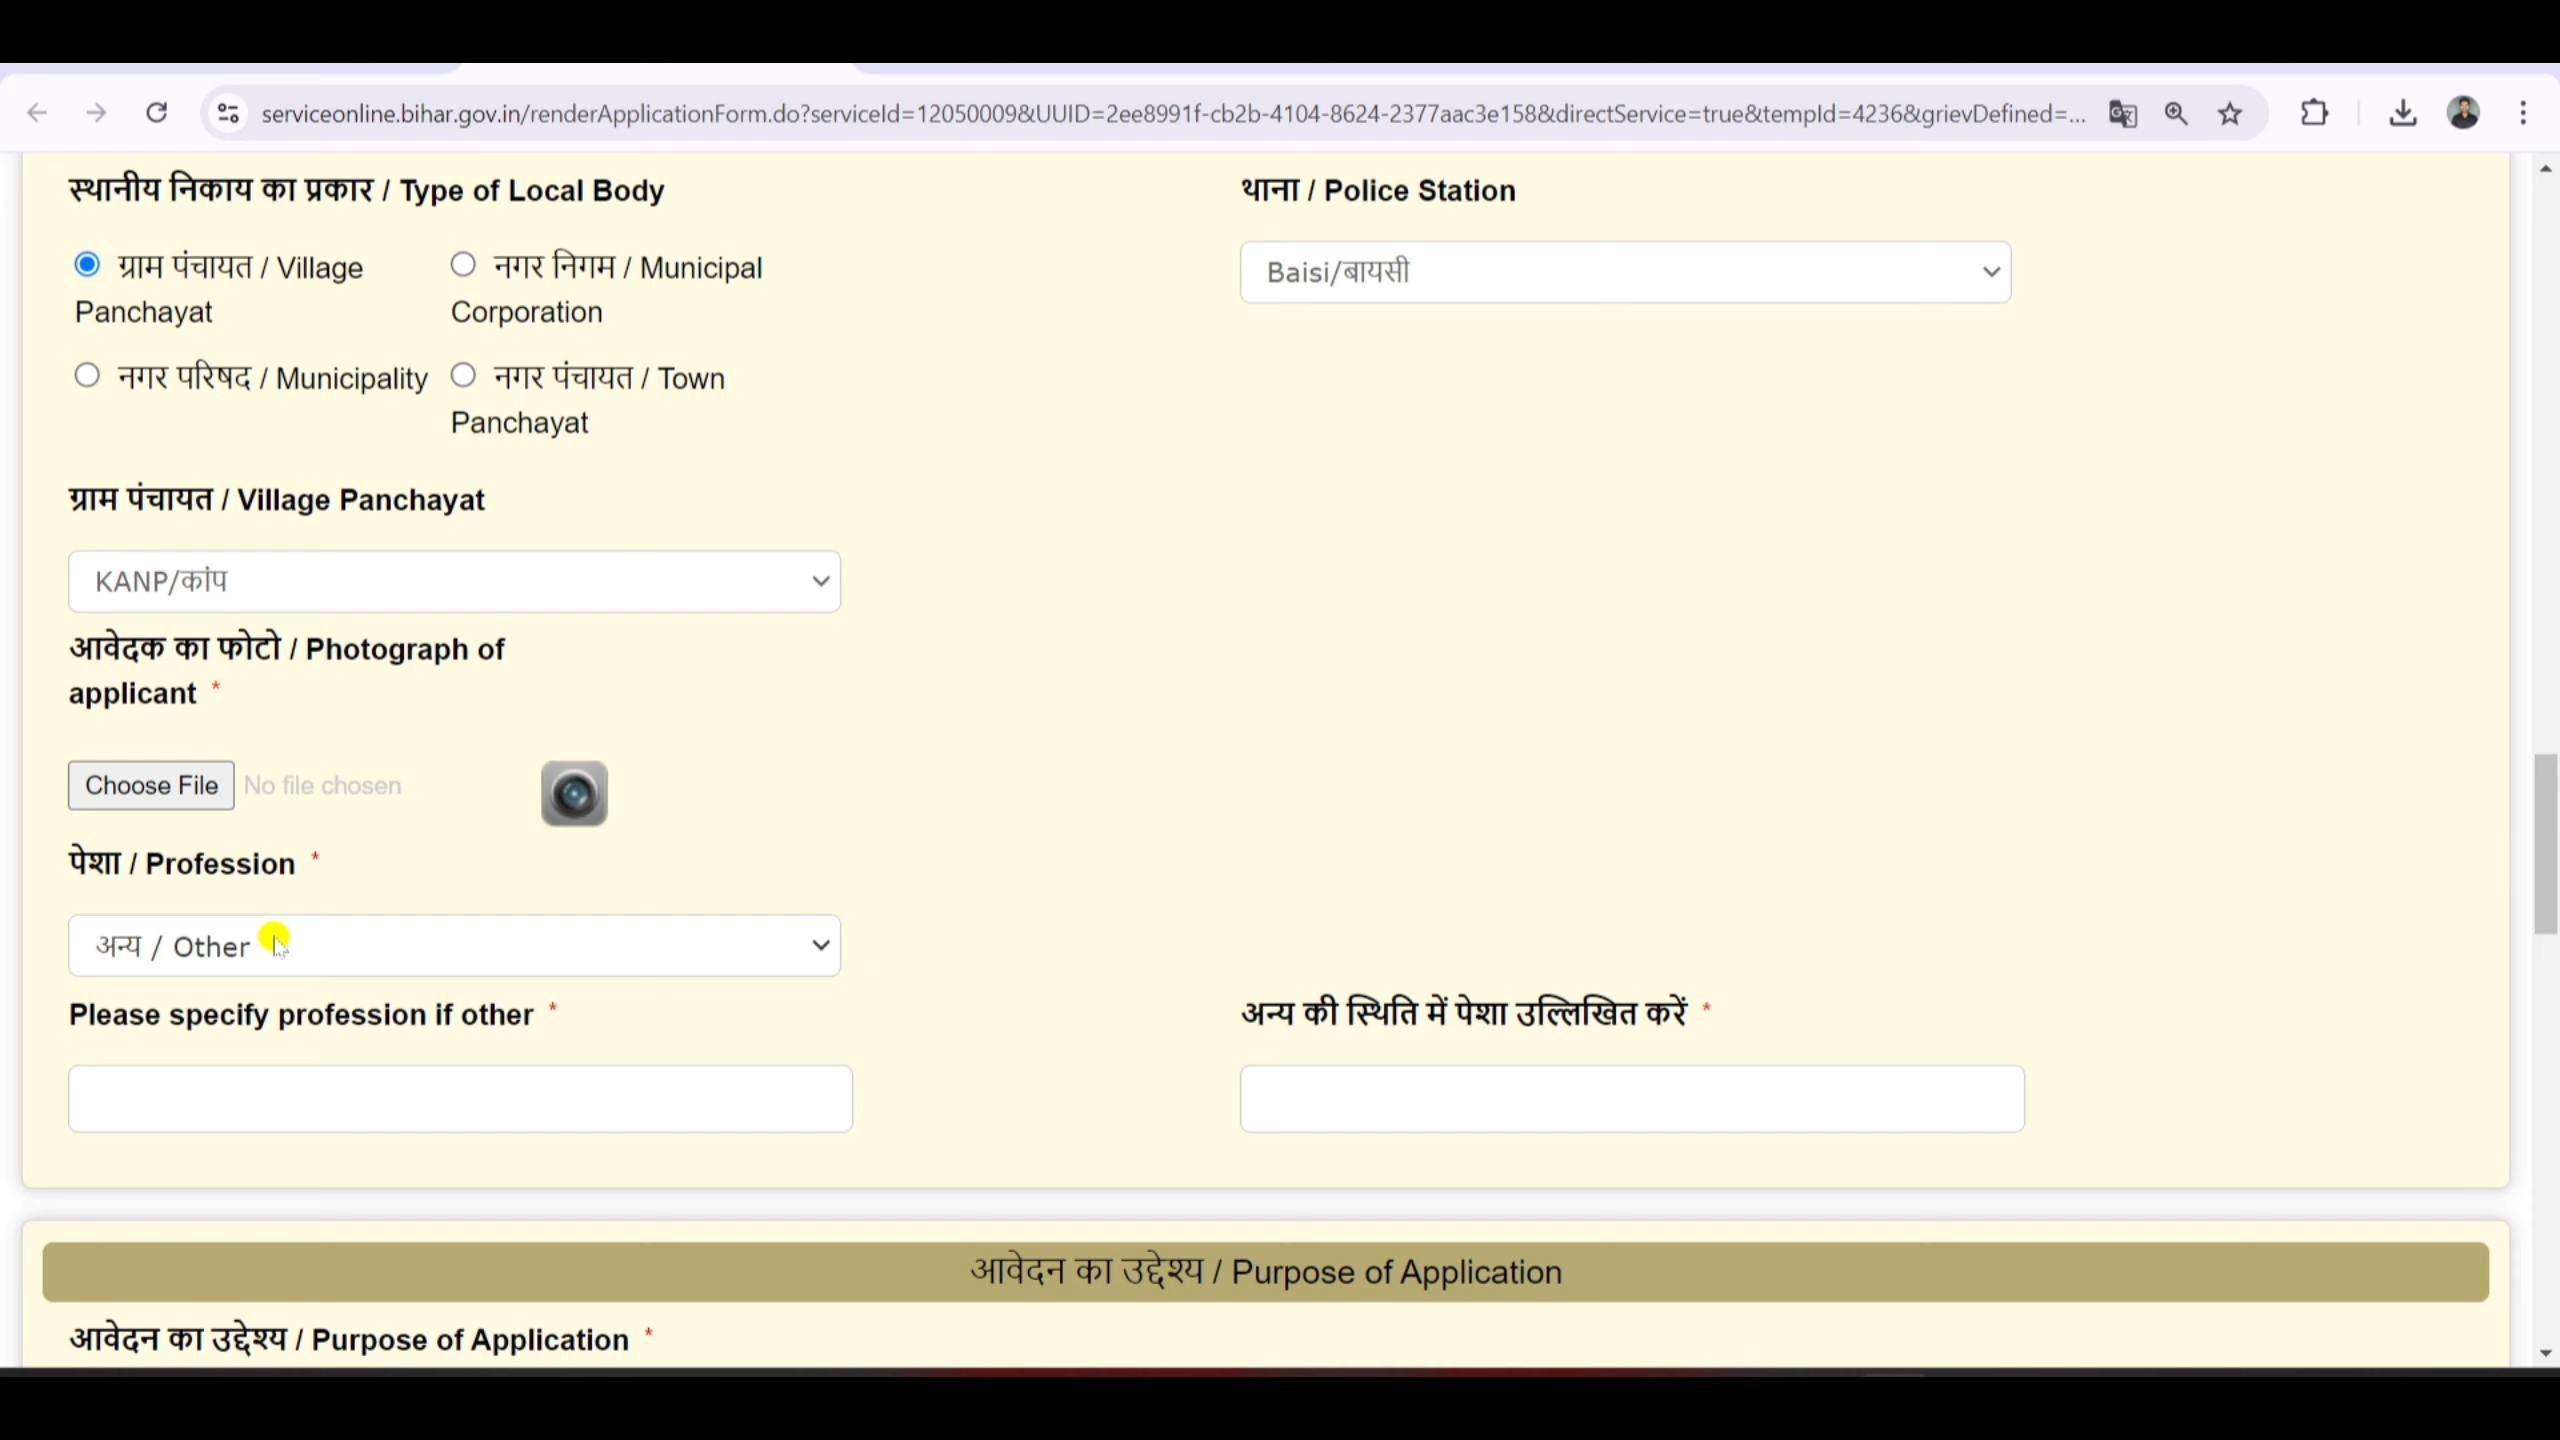 serviceonline.bihar.gov.in/renderApplicationForm.do?serviceId=12050009&UUID=2ee8991f-cb2b-4104-8624-2377aac3e158&directService=true&tempId=4236&grievDefined=...
स्थानीय निकाय का प्रकार / Type of Local Body
थाना / Police Station
ग्राम पंचायत / Village Panchayat
नगर निगम / Municipal Corporation
Baisi/बायसी
नगर परिषद / Municipality
नगर पंचायत / Town Panchayat
ग्राम पंचायत / Village Panchayat
KANP/कांप
आवेदक का फोटो / Photograph of
applicant *
Choose File No file chosen
पेशा / Profession *
अन्य / Other
Please specify profession if other *
अन्य की स्थिति में पेशा उल्लिखित करें *
आवेदन का उद्देश्य / Purpose of Application
आवेदन का उद्देश्य / Purpose of Application *